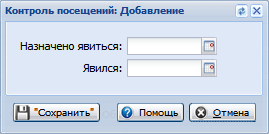 Контроль посещений: Добавление
Назначено явиться:
Явился:
"Сохранить" Помощь Отмена